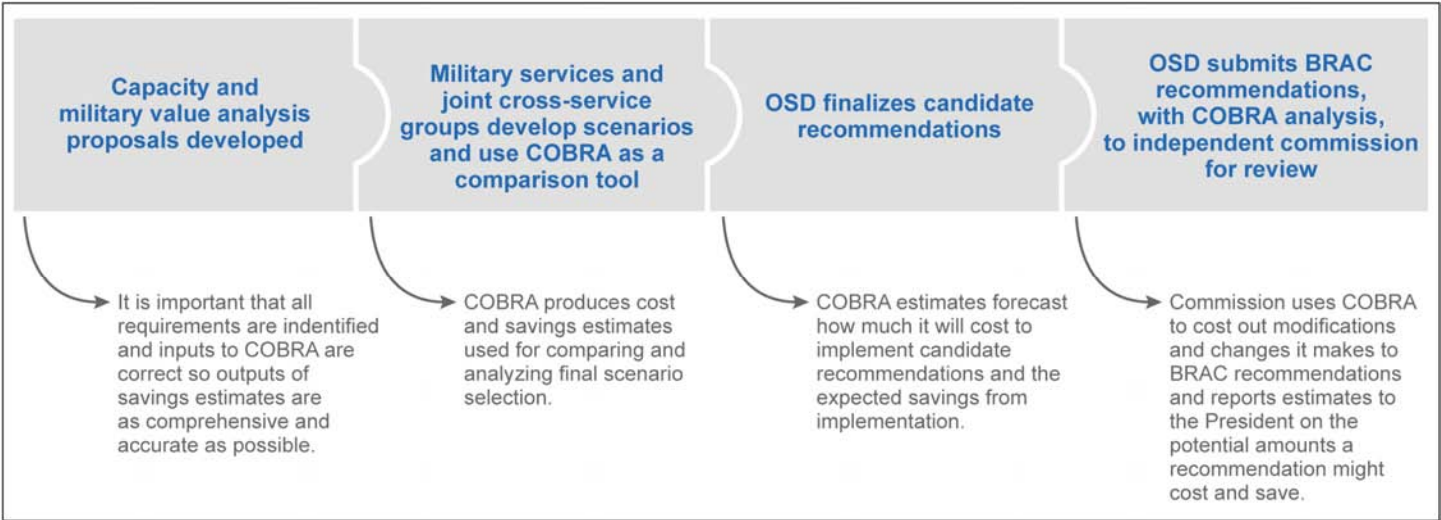 Capacity and
military value analysis
proposals developed
Military services and
joint cross-service
groups develop scenarios
and use COBRA as a
comparison tool
OSD finalizes candidate
recommendations
OSD submits BRAC
recommendations,
with COBRA analysis,
to independent commission
for review
It is important that all
requirements are indentified
and inputs to COBRA are
correct so outputs of
savings estimates are
as comprehensive and
accurate as possible.
COBRA produces cost
and savings estimates
used for comparing and
analyzing final scenario
selection.
COBRA estimates forecast
how much it will cost to
implement candidate
recommendations and the
expected savings from
implementation.
Commission uses COBRA
to cost out modifications
and changes it makes to
BRAC recommendations
and reports estimates to
the President on the
potential amounts a
recommendation might
cost and save.